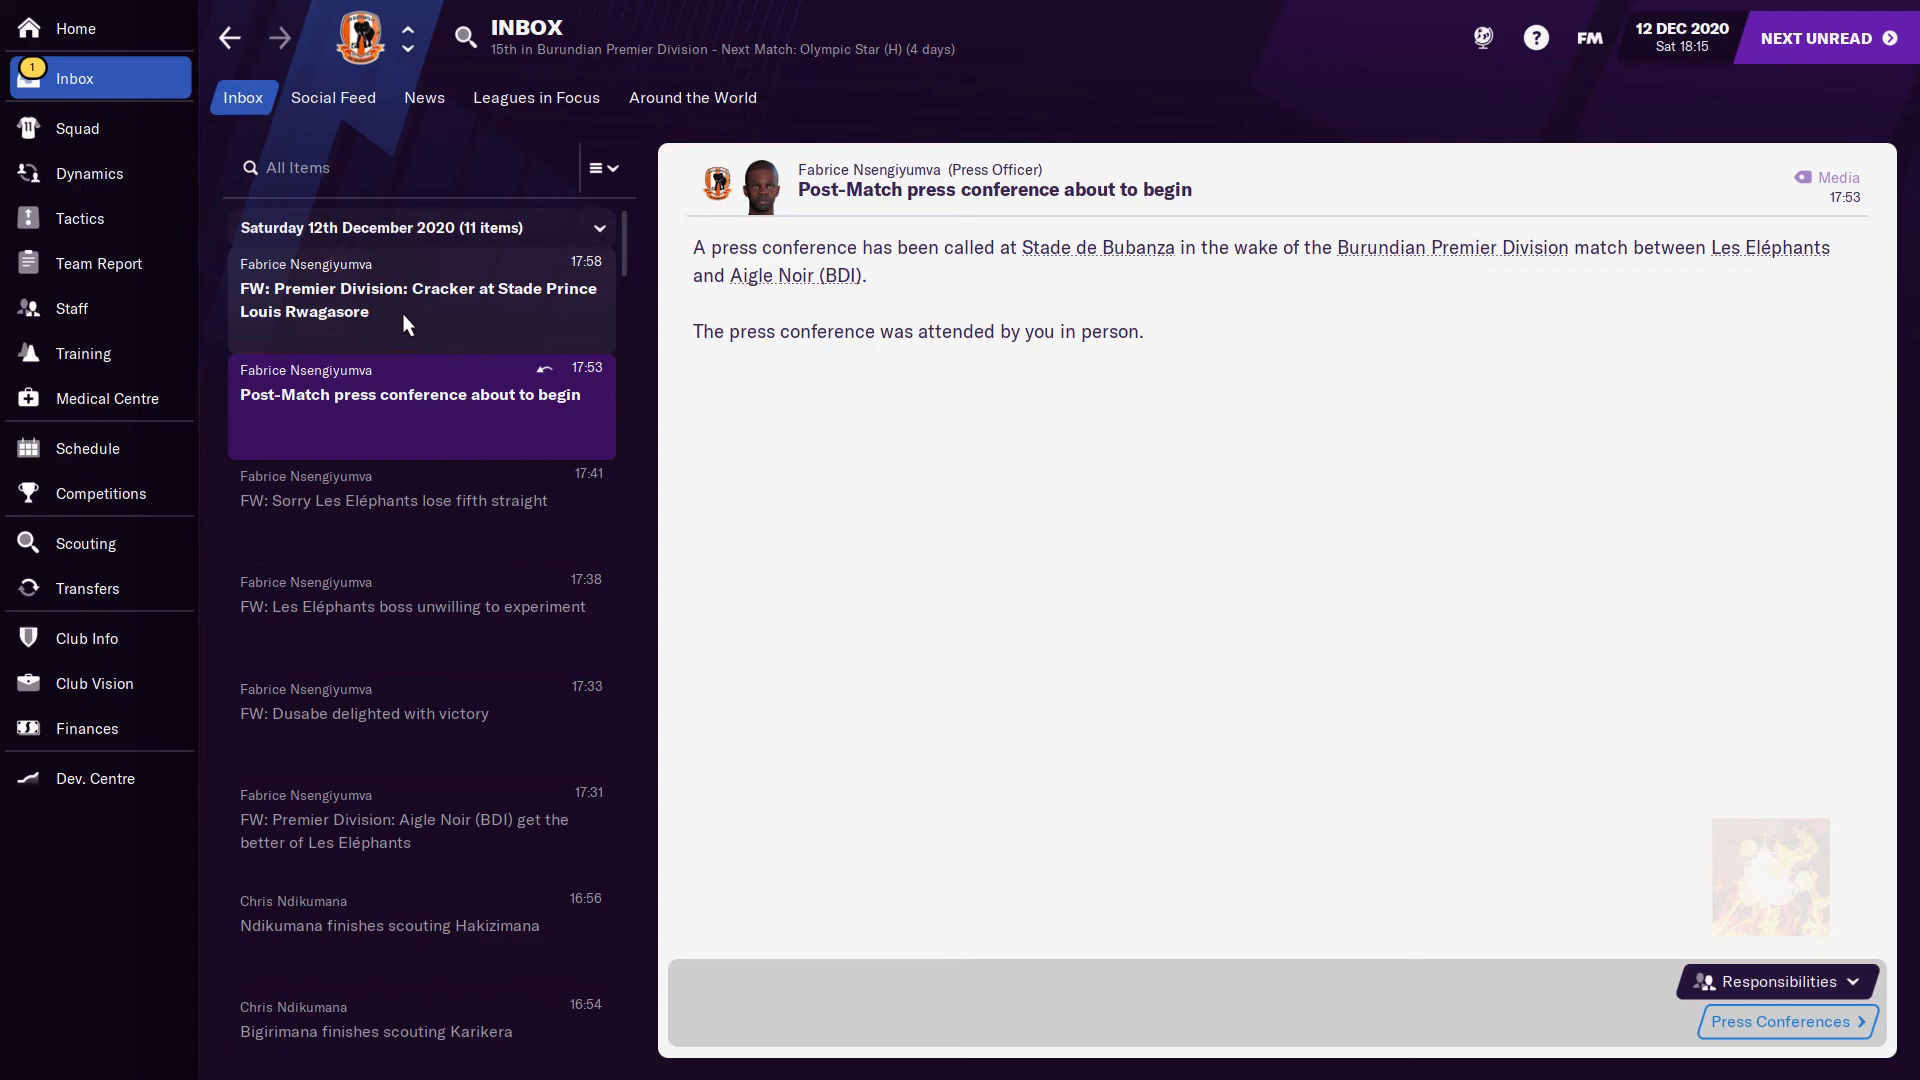 Home
1
Inbox
Squad
Dynamics
Tactics
Team Report
Staff
Training
Medical Centre
Schedule
Competitions
Scouting
Transfers
Club Info
Club Vision
Finances
Dev. Centre
INBOX
15th in Burundian Premier Division - Next Match: Olympic Star (H) (4 days)
FM
12 DEC 2020
Sat 18:15
NEXT UNREAD
Inbox
Social Feed
News
Leagues in Focus
Around the World
All Items
Saturday 12th December 2020 (11 items)
Fabrice Nsengiyumva 17:58
FW: Premier Division: Cracker at Stade Prince
Louis Rwagasore
Fabrice Nsengiyumva 17:53
Post-Match press conference about to begin
Fabrice Nsengiyumva 17:41
FW: Sorry Les Eléphants lose fifth straight
Fabrice Nsengiyumva 17:38
FW: Les Eléphants boss unwilling to experiment
Fabrice Nsengiyumva 17:33
FW: Dusabe delighted with victory
Fabrice Nsengiyumva 17:31
FW: Premier Division: Aigle Noir (BDI) get the
better of Les Eléphants
Chris Ndikumana 16:56
Ndikumana finishes scouting Hakizimana
Chris Ndikumana 16:54
Bigirimana finishes scouting Karikera
Fabrice Nsengiyumva (Press Officer)
Post-Match press conference about to begin
Media
17:53
A press conference has been called at Stade de Bubanza in the wake of the Burundian Premier Division match between Les Eléphants
and Aigle Noir (BDI).
The press conference was attended by you in person.
Responsibilities
Press Conferences